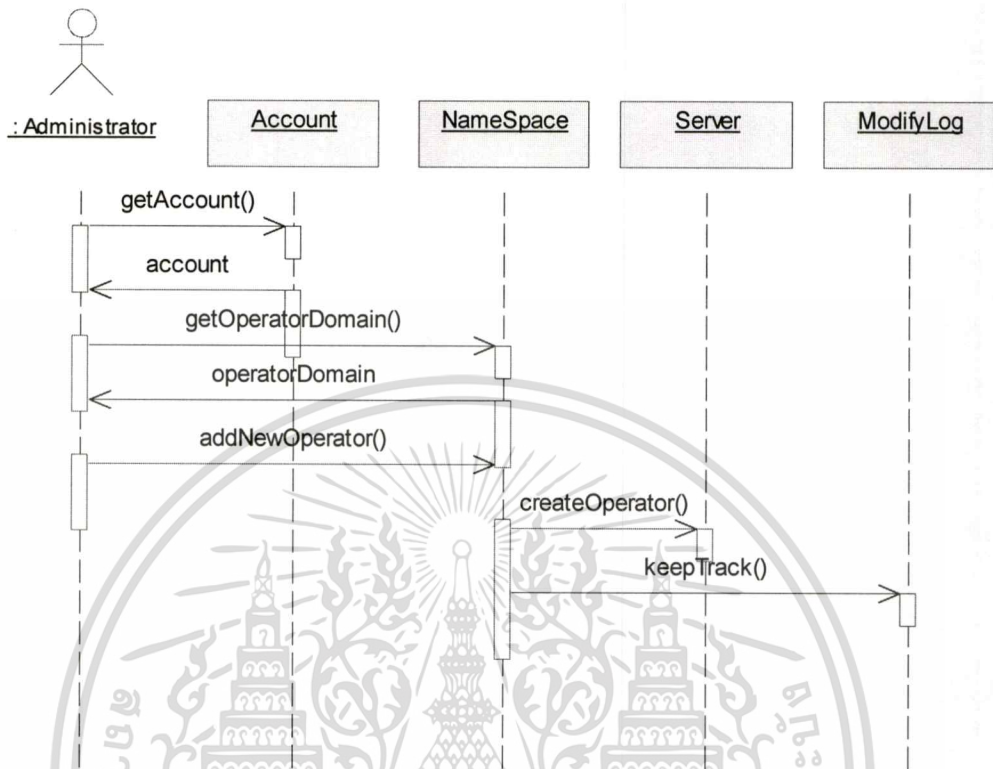 : Administrator
Account
NameSpace
Server
ModifyLog
getAccount()
account
getOperatorDomain()
operatorDomain
addNewOperator()
createOperator()
keepTrack()